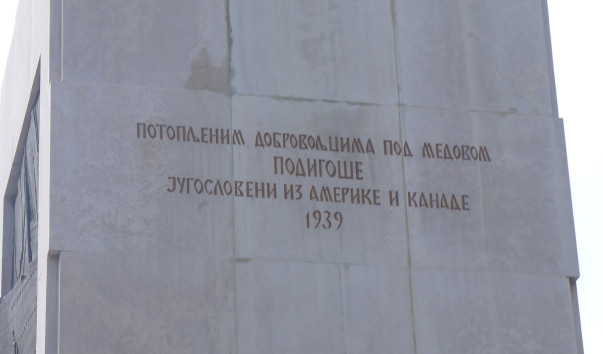 ПОТОПЉЕНИМ ДОБРОВОЉЦИМА ПОД МЕДОВОМ
ПОДИГОШЕ
ЈУГОСЛОВЕНИ ИЗ АМЕРИКЕ И КАНАДЕ
1939